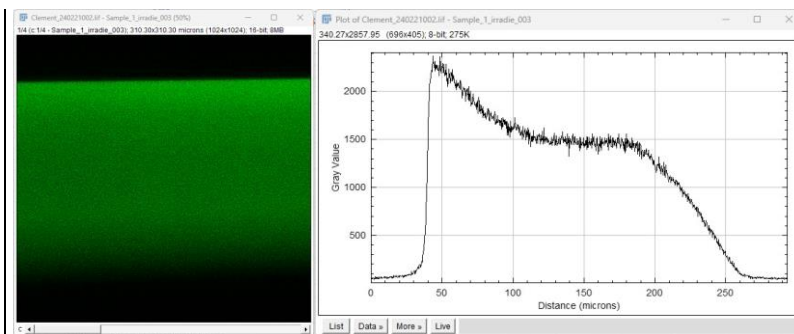 Clement_240221002.lif - Sample_1_irradie_003 (50%)
1/4 (c:1/4 - Sample_1_irradie_003); 310.30x310.30 microns (1024x1024); 16-bit; 8MB
c
Plot of Clement_240221002.lif - Sample_1_irradie_003
340.27x2857.95 (696x405); 8-bit; 275K
Gray Value
2000
1500
1000
500
0
50
100
150
200
250
Distance (microns)
List
Data »
More »
Live